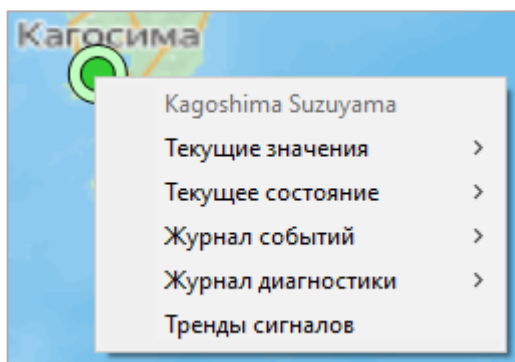 Кагосима
Kagoshima Suzuyama
Текущие значения
Текущее состояние
Журнал событий
Журнал диагностики
Тренды сигналов